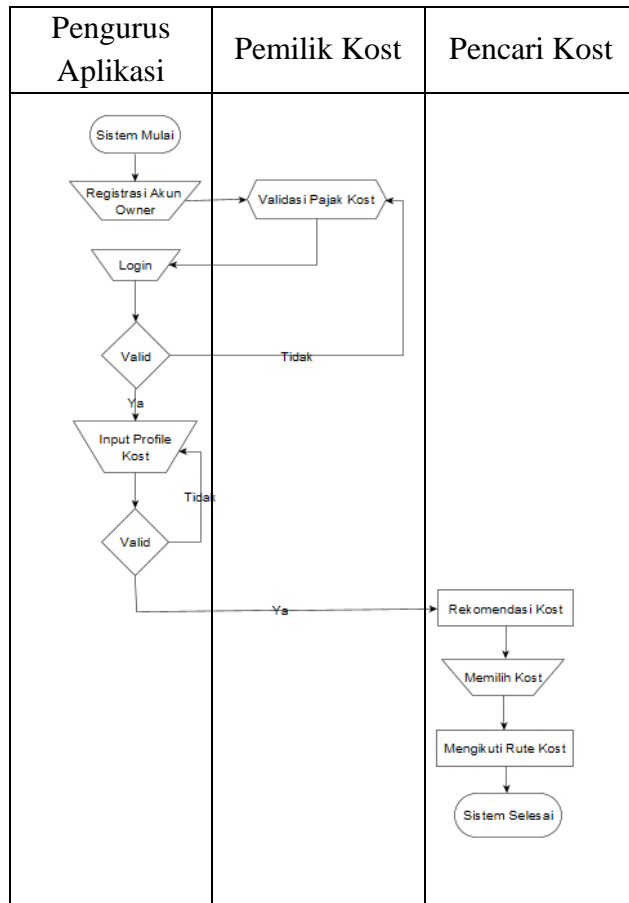 Pengurus
Aplikasi
Pemilik Kost
Pencari Kost
Sistem Mulai
Registrasi Akun
Owner
Validasi Pajak Kost
Login
Valid
Tidak
Ya
Input Profile
Kost
Tidak
Valid
Ya
Rekomendasi Kost
Memilih Kost
Mengikuti Rute Kost
Sistem Selesai